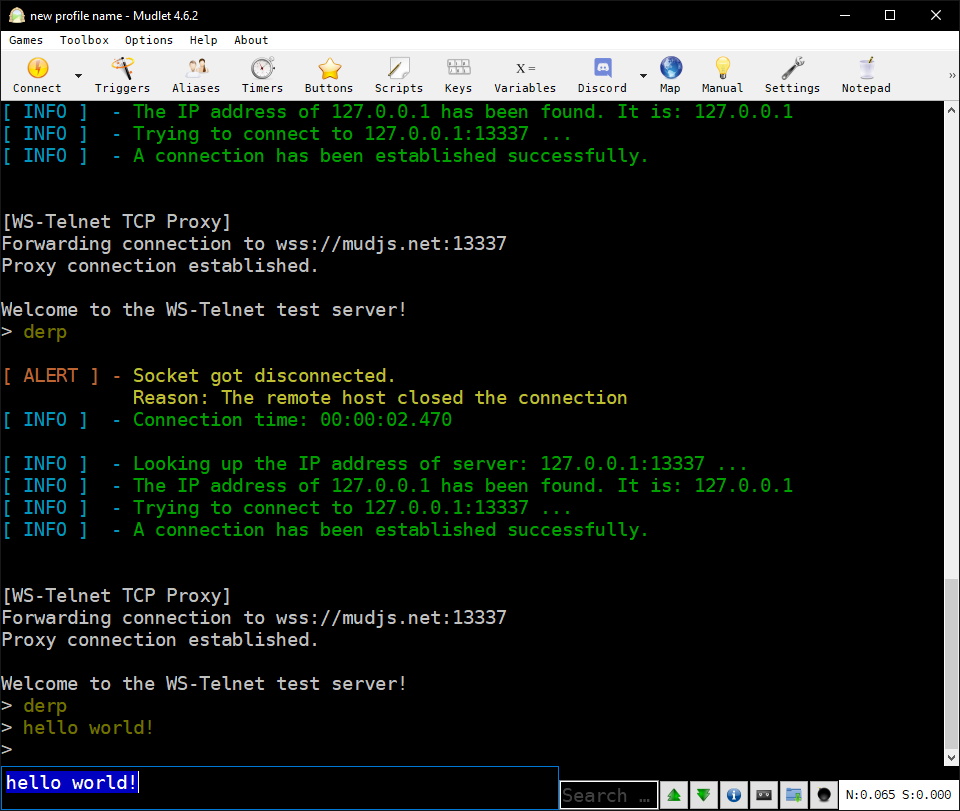 new profile name - Mudlet 4.6.2
Games Toolbox Options Help About
Connect Triggers Aliases Timers Buttons Scripts Keys Variables Discord Map Manual Settings Notepad
[ INFO ]  - The IP address of 127.0.0.1 has been found. It is: 127.0.0.1
[ INFO ]  - Trying to connect to 127.0.0.1:13337 ...
[ INFO ]  - A connection has been established successfully.
[WS-Telnet TCP Proxy]
Forwarding connection to wss://mudjs.net:13337
Proxy connection established.
Welcome to the WS-Telnet test server!
> derp
[ ALERT ] - Socket got disconnected.
Reason: The remote host closed the connection
[ INFO ]  - Connection time: 00:00:02.470
[ INFO ]  - Looking up the IP address of server: 127.0.0.1:13337 ...
[ INFO ]  - The IP address of 127.0.0.1 has been found. It is: 127.0.0.1
[ INFO ]  - Trying to connect to 127.0.0.1:13337 ...
[ INFO ]  - A connection has been established successfully.
[WS-Telnet TCP Proxy]
Forwarding connection to wss://mudjs.net:13337
Proxy connection established.
Welcome to the WS-Telnet test server!
> derp
> hello world!
>
hello world!
Search ...
N:0.065 S:0.000